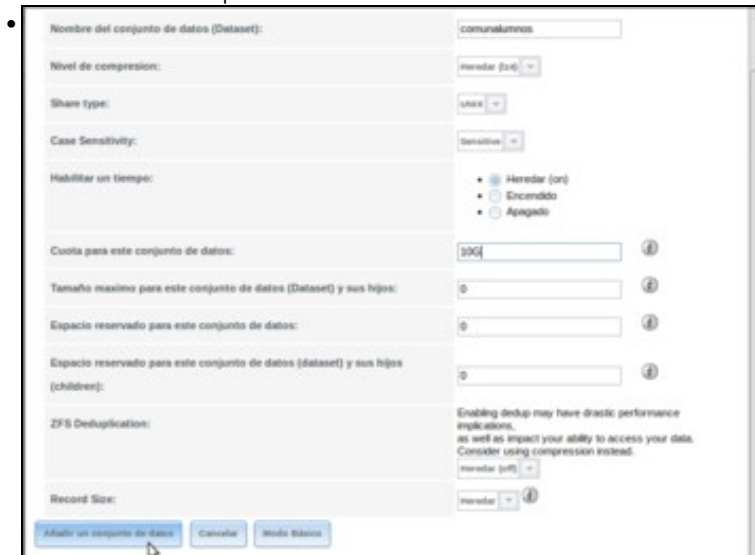 Nombre del conjunto de datos (Dataset): comunalumnos
Nivel de compresion: Heredar (lz4)
Share type: UNIX
Case Sensitivity: Sensitive
Habilitar un tiempo:
Heredar (on)
Encendido
Apagado
Cuota para este conjunto de datos: 10G
Tamaño maximo para este conjunto de datos (Dataset) y sus hijos: 0
Espacio reservado para este conjunto de datos: 0
Espacio reservado para este conjunto de datos (dataset) y sus hijos
(children): 0
ZFS Deduplication:
Enabling dedup may have drastic performance
implications,
as well as impact your ability to access your data.
Consider using compression instead.
Heredar (off)
Record Size: Heredar
Añadir un conjunto de datos Cancelar Modo Básico